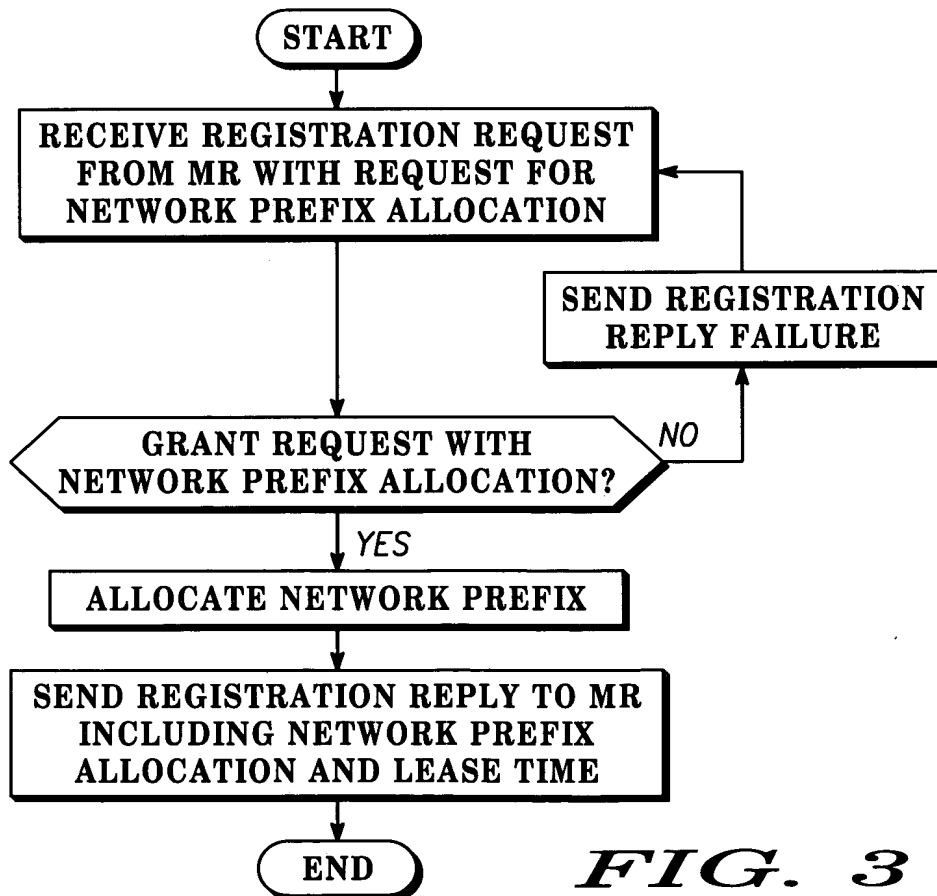 START
RECEIVE REGISTRATION REQUEST
FROM MR WITH REQUEST FOR
NETWORK PREFIX ALLOCATION
SEND REGISTRATION
REPLY FAILURE
GRANT REQUEST WITH
NETWORK PREFIX ALLOCATION?
NO
YES
ALLOCATE NETWORK PREFIX
SEND REGISTRATION REPLY TO MR
INCLUDING NETWORK PREFIX
ALLOCATION AND LEASE TIME
END
FIG. 3